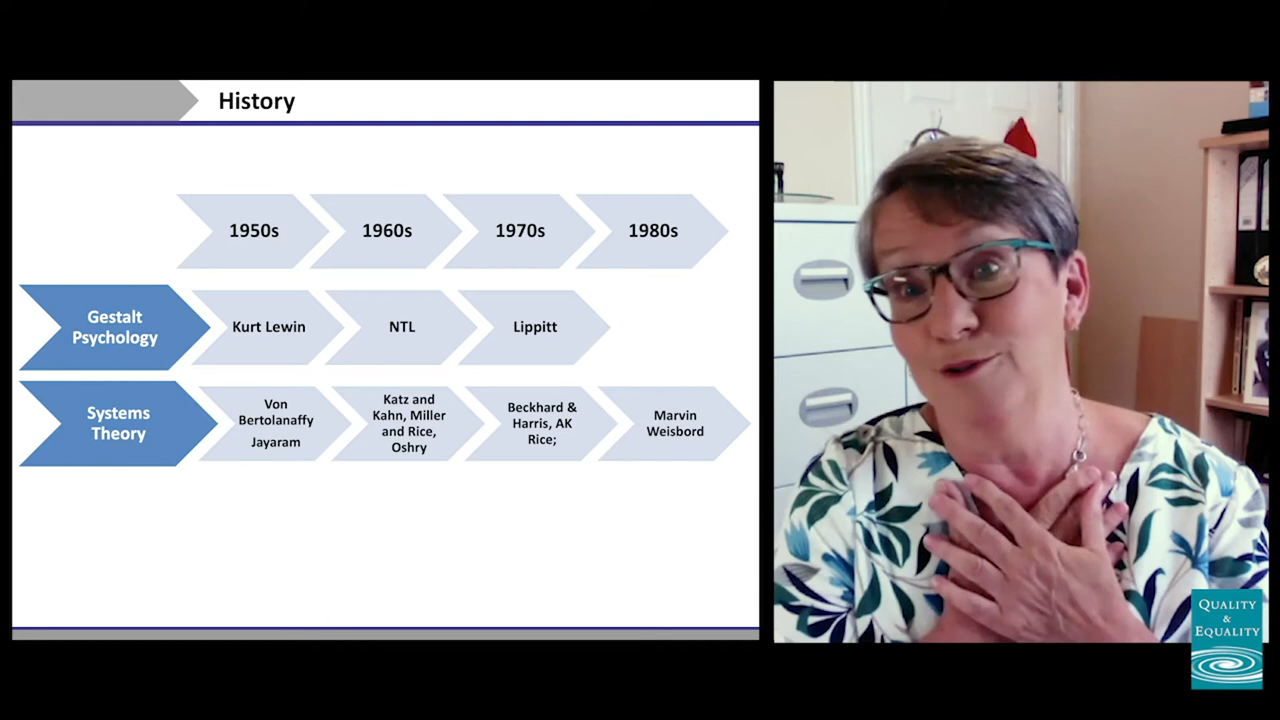 History
1950s
1960s
1970s
1980s
Gestalt
Psychology
Kurt Lewin
NTL
Lippitt
Systems
Theory
Von
Bertolanaffy
Jayaram
Katz and
Kahn, Miller
and Rice,
Oshry
Beckhard &
Harris, AK
Rice;
Marvin
Weisbord
QUALITY
&
EQUALITY